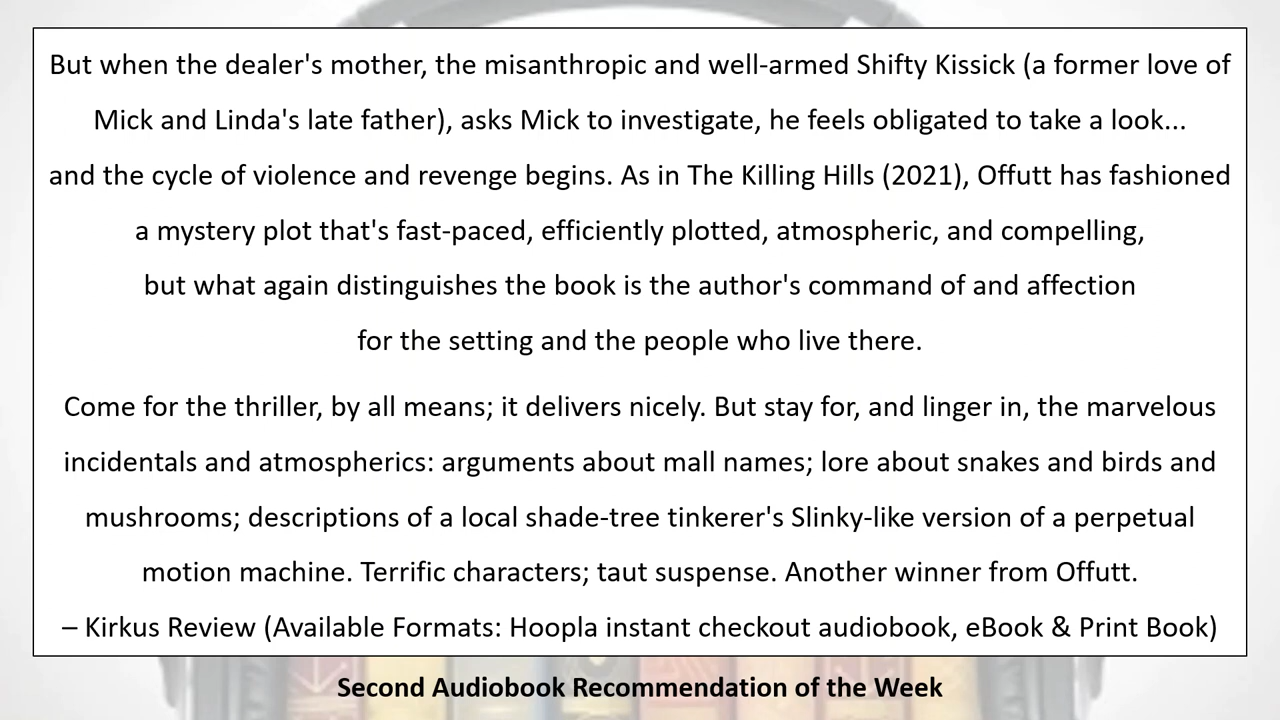 But when the dealer's mother, the misanthropic and well-armed Shifty Kissick (a former love of
Mick and Linda's late father), asks Mick to investigate, he feels obligated to take a look...
and the cycle of violence and revenge begins. As in The Killing Hills (2021), Offutt has fashioned
a mystery plot that's fast-paced, efficiently plotted, atmospheric, and compelling,
but what again distinguishes the book is the author's command of and affection
for the setting and the people who live there.
Come for the thriller, by all means; it delivers nicely. But stay for, and linger in, the marvelous
incidentals and atmospherics: arguments about mall names; lore about snakes and birds and
mushrooms; descriptions of a local shade-tree tinkerer's Slinky-like version of a perpetual
motion machine. Terrific characters; taut suspense. Another winner from Offutt.
– Kirkus Review (Available Formats: Hoopla instant checkout audiobook, eBook & Print Book)
Second Audiobook Recommendation of the Week